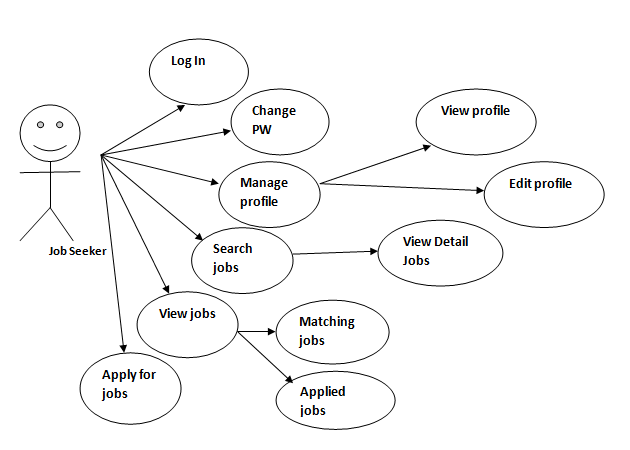 Log In
Change
PW
View profile
Manage
profile
Edit profile
Job Seeker
Search
jobs
View Detail
Jobs
View jobs
Matching
jobs
Apply for
jobs
Applied
jobs